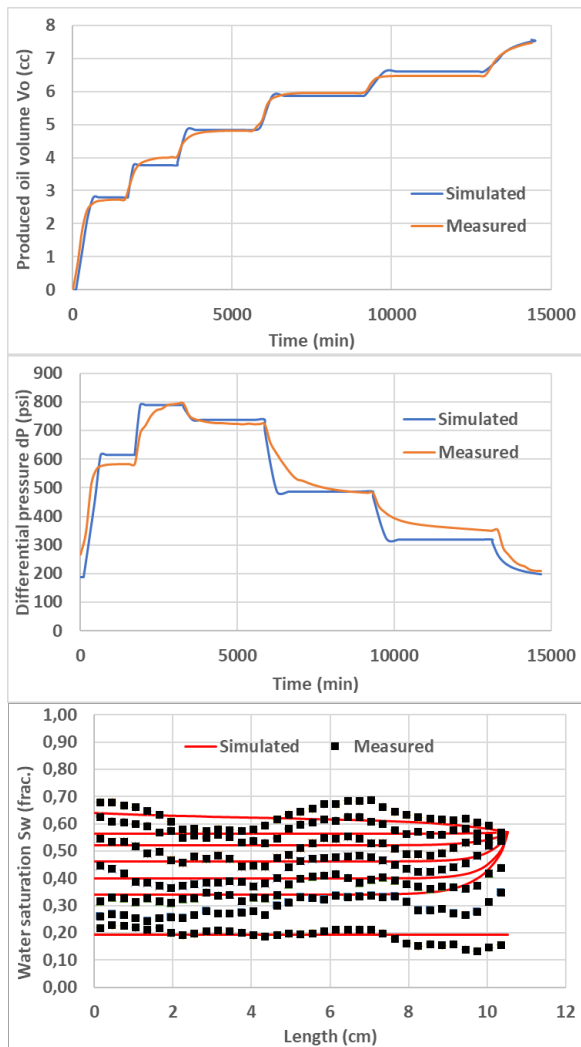 Produced oil volume Vo (cc)
8
7
6
5
4
3
2
1
0
Simulated
Measured
0 5000 10000 15000
Time (min)
Differential pressure dP (psi)
900
800
700
600
500
400
300
200
100
0
Simulated
Measured
0 5000 10000 15000
Time (min)
Water saturation Sw (frac.)
1,00
0,90
0,80
0,70
0,60
0,50
0,40
0,30
0,20
0,10
0,00
Simulated Measured
0 2 4 6 8 10
Length (cm)